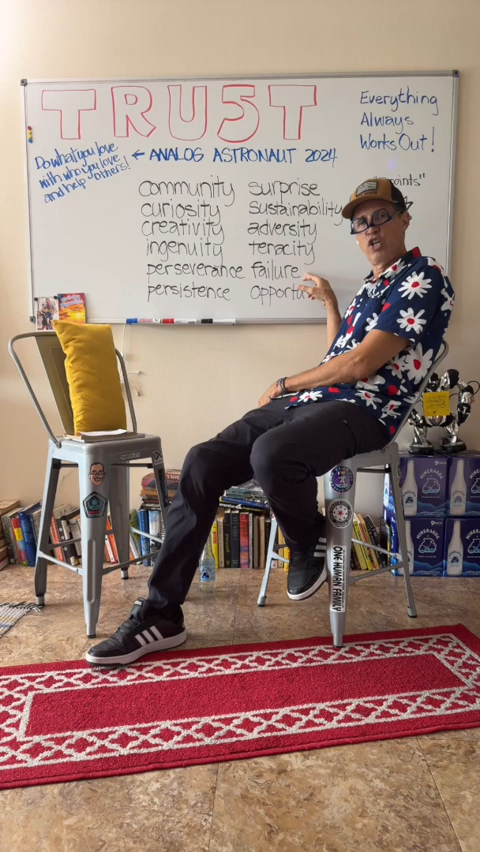 TRUST
Everything
Always
Works Out!
Do what you love
with who you love
and help others!
← ANALOG ASTRONAUT 2024
community surprise
curiosity sustainability
creativity adversity
ingenuity tenacity
perseverance failure
persistence
ONE HUMAN FAMILY